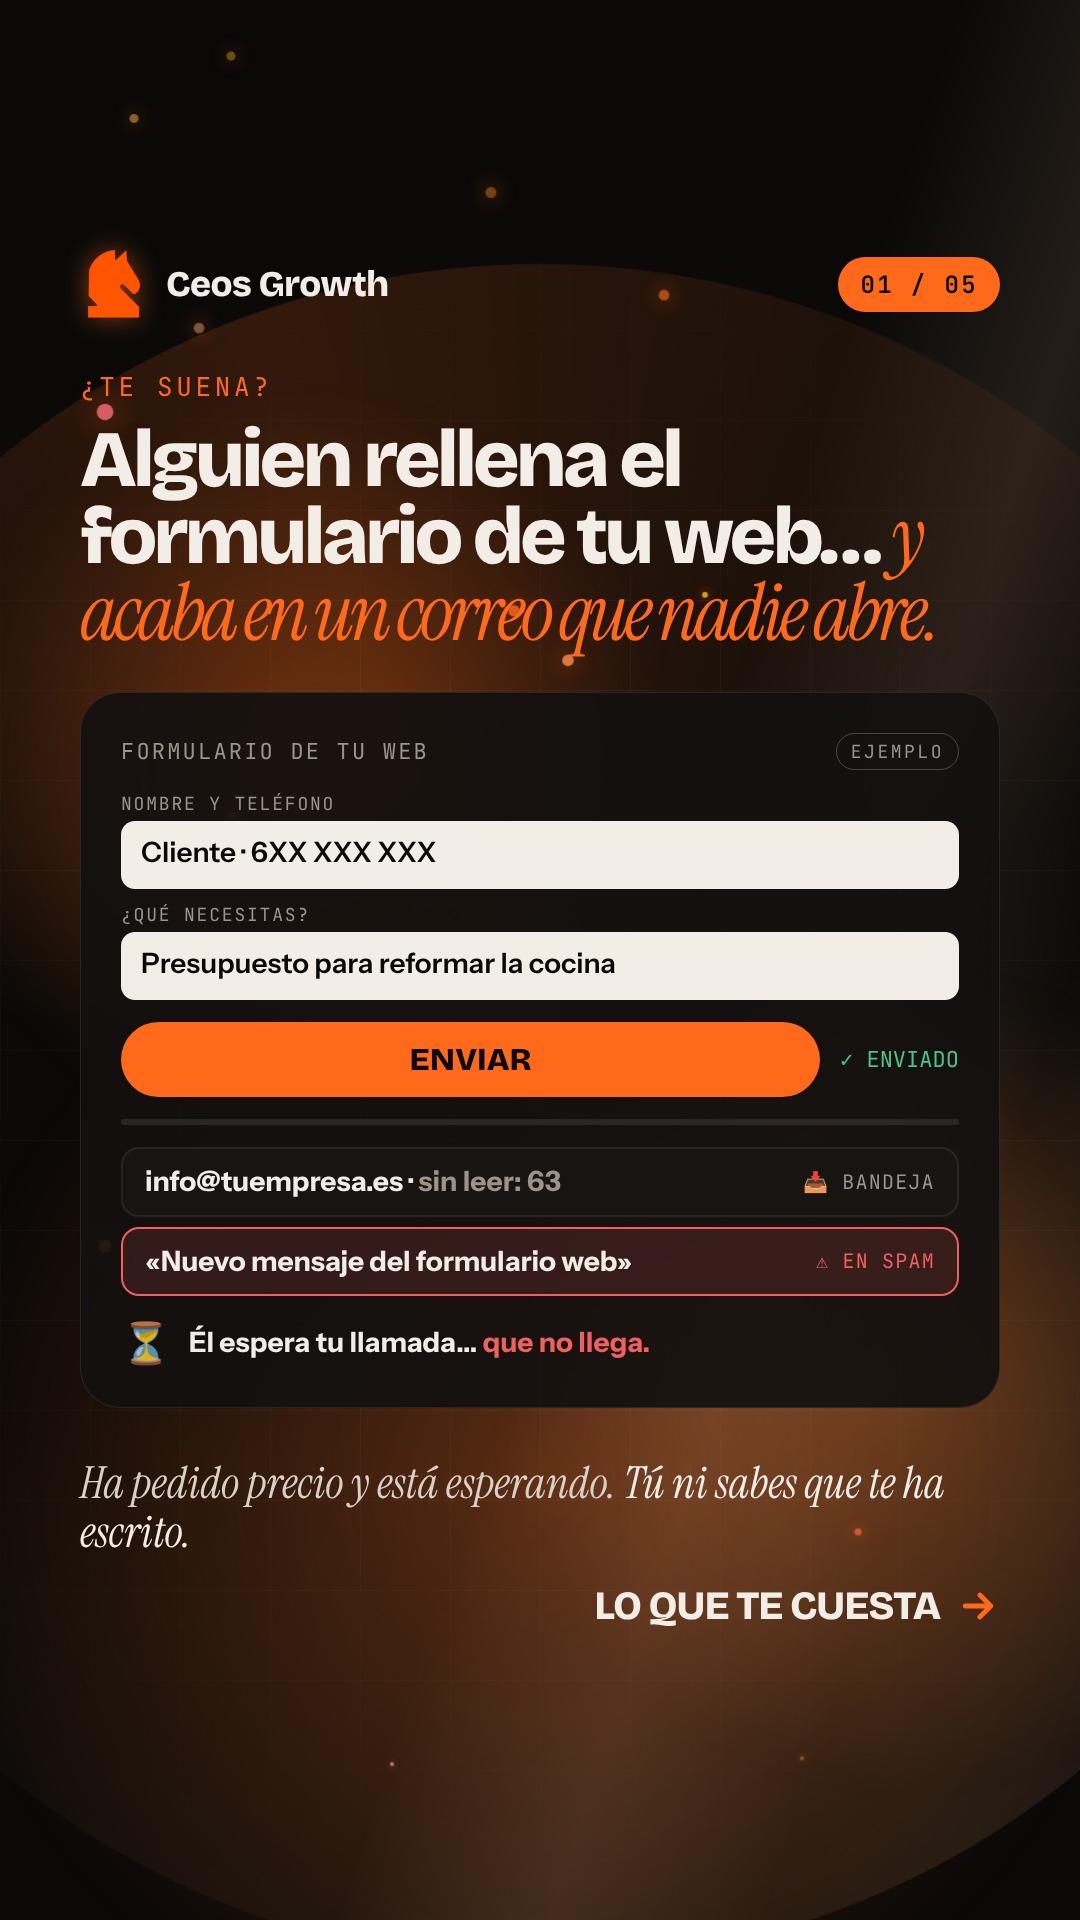 Ceos Growth
01 / 05
¿TE SUENA?
Alguien rellena el
formulario de tu web... y
acaba en un correo que nadie abre.
FORMULARIO DE TU WEB
EJEMPLO
NOMBRE Y TELÉFONO
Cliente · 6XX XXX XXX
¿QUÉ NECESITAS?
Presupuesto para reformar la cocina
ENVIAR
✓ ENVIADO
info@tuempresa.es · sin leer: 63
📥 BANDEJA
«Nuevo mensaje del formulario web»
⚠ EN SPAM
⏳ Él espera tu llamada... que no llega.
Ha pedido precio y está esperando. Tú ni sabes que te ha
escrito.
LO QUE TE CUESTA →